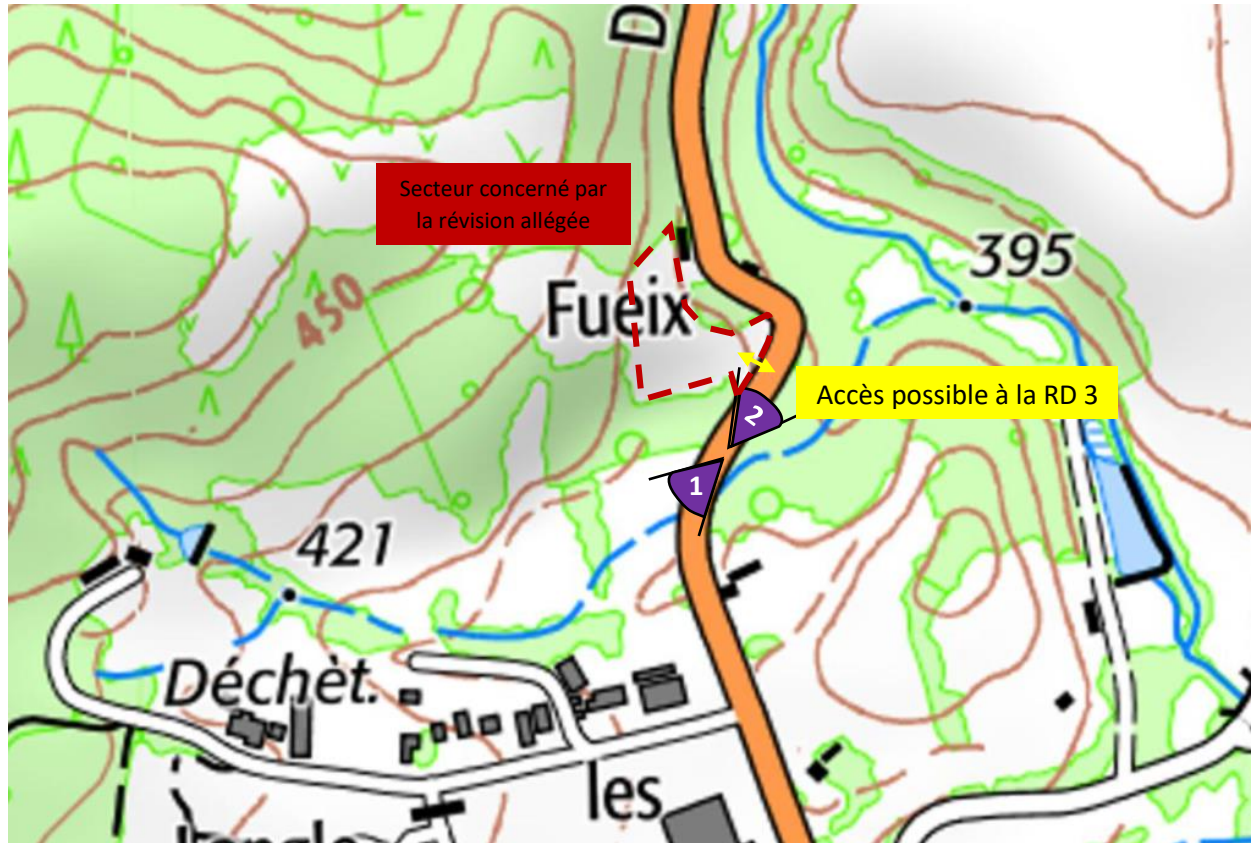 D
Secteur concerné par
la révision allégée
395
Fueix
450
Accès possible à la RD 3
2
1
421
Déchèt.
les